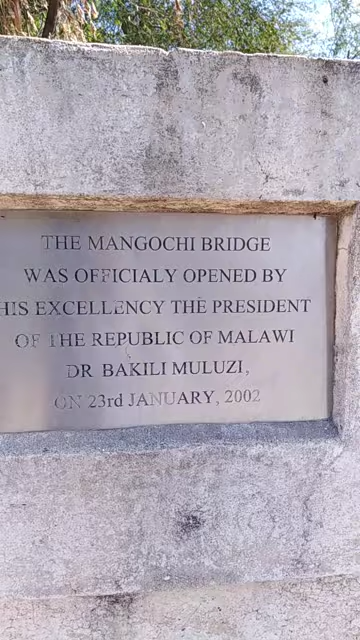 THE MANGOCHI BRIDGE
WAS OFFICIALY OPENED BY
HIS EXCELLENCY THE PRESIDENT
OF THE REPUBLIC OF MALAWI
DR BAKILI MULUZI,
ON 23rd JANUARY, 2002